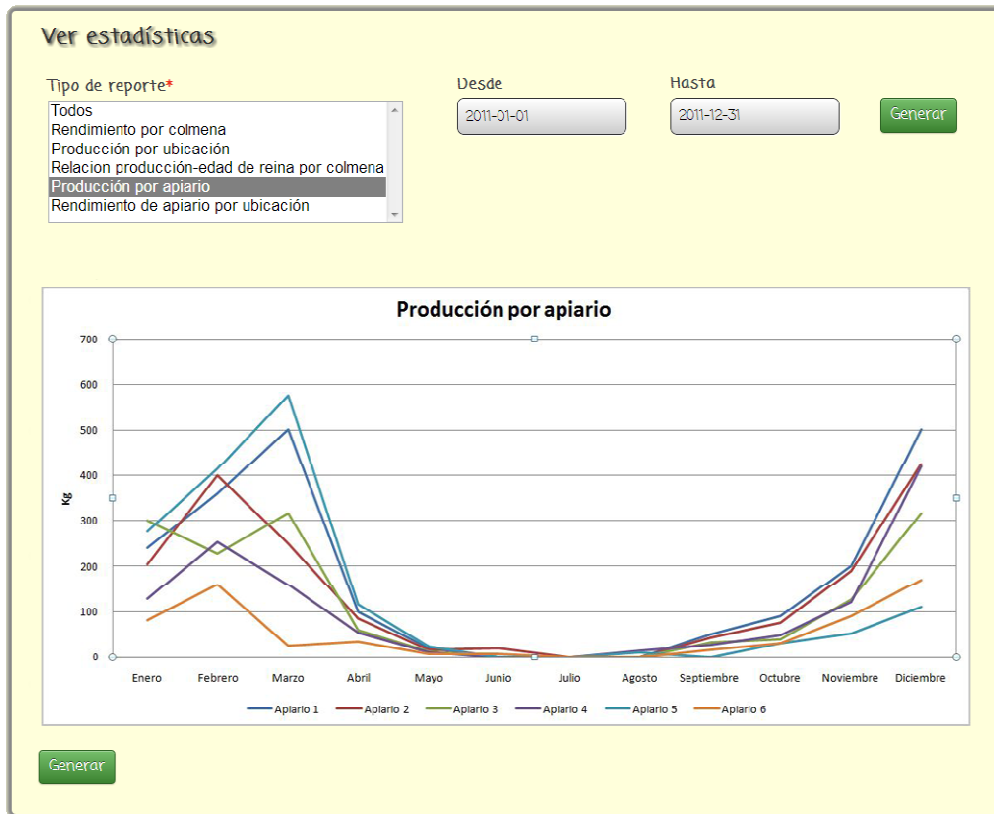 Ver estadísticas
Tipo de reporte*
Desde
Hasta
Todos
Rendimiento por colmena
Producción por ubicación
Relacion producción-edad de reina por colmena
Producción por apiario
Rendimiento de apiario por ubicación
2011-01-01
2011-12-31
Generar
Producción por apiario
700
600
500
400
300
200
100
0
Kg
Enero Febrero Marzo Abril Mayo Junio Julio Agosto Septiembre Octubre Noviembre Diciembre
Apiario 1 Apiario 2 Apiario 3 Apiario 4 Apiario 5 Apiario 6
Generar